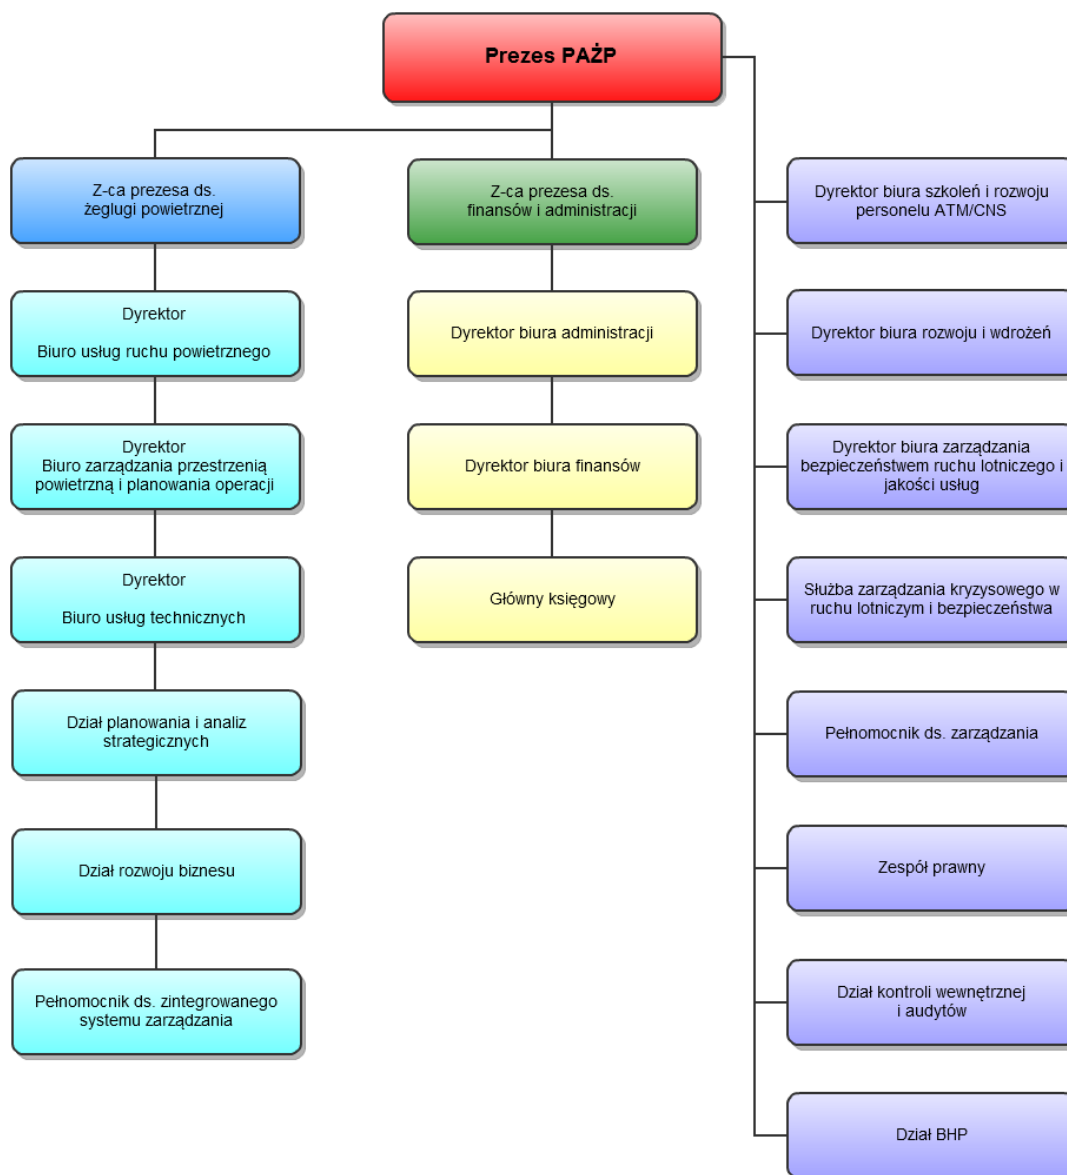 Prezes PAŻP
Z-ca prezesa ds.
żeglugi powietrznej
Dyrektor
Biuro usług ruchu powietrznego
Dyrektor
Biuro zarządzania przestrzenią
powietrzną i planowania operacji
Dyrektor
Biuro usług technicznych
Dział planowania i analiz
strategicznych
Dział rozwoju biznesu
Pełnomocnik ds. zintegrowanego
systemu zarządzania
Z-ca prezesa ds.
finansów i administracji
Dyrektor biura administracji
Dyrektor biura finansów
Główny księgowy
Dyrektor biura szkoleń i rozwoju
personelu ATM/CNS
Dyrektor biura rozwoju i wdrożeń
Dyrektor biura zarządzania
bezpieczeństwem ruchu lotniczego i
jakości usług
Służba zarządzania kryzysowego w
ruchu lotniczym i bezpieczeństwa
Pełnomocnik ds. zarządzania
Zespół prawny
Dział kontroli wewnętrznej
i audytów
Dział BHP